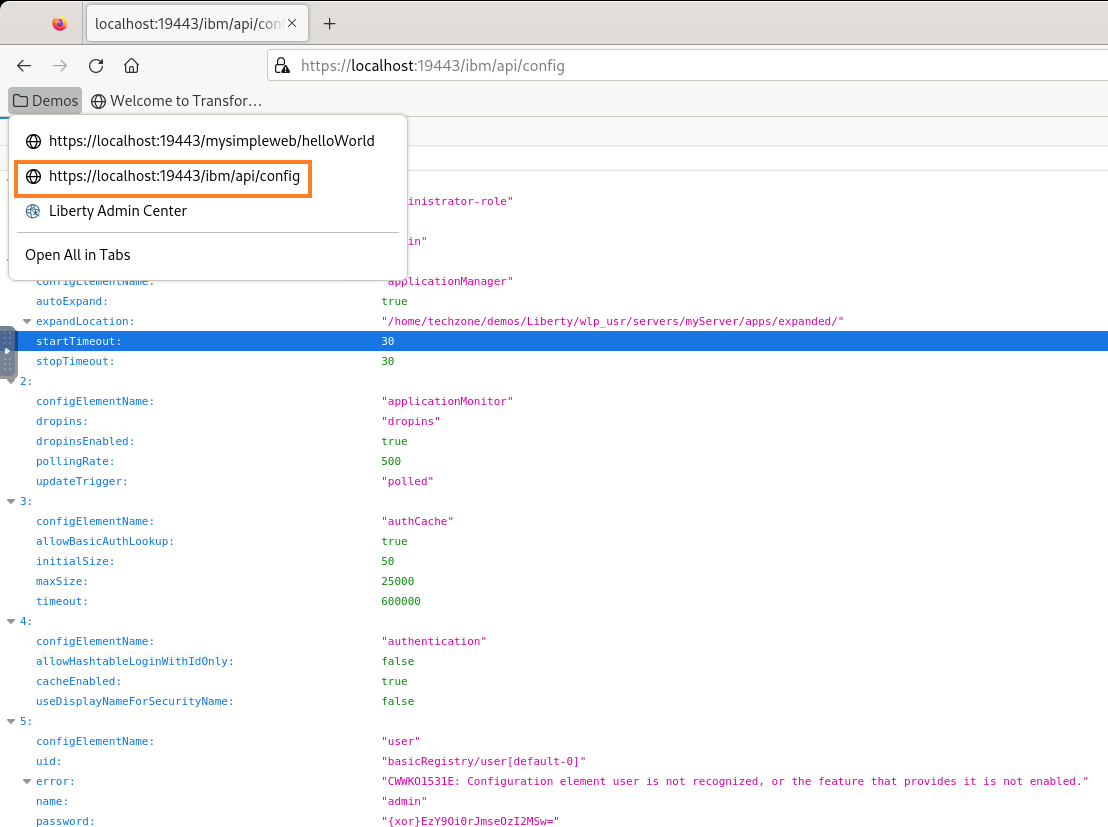 localhost:19443/ibm/api/conf
https://localhost:19443/ibm/api/config
Demos Welcome to Transfor…
https://localhost:19443/mysimpleweb/helloWorld
https://localhost:19443/ibm/api/config
inistrator-role"
Liberty Admin Center
in"
Open All in Tabs
configElementName: "applicationManager"
autoExpand: true
expandLocation: "/home/techzone/demos/Liberty/wlp_usr/servers/myServer/apps/expanded/"
startTimeout: 30
stopTimeout: 30
2:
configElementName: "applicationMonitor"
dropins: "dropins"
dropinsEnabled: true
pollingRate: 500
updateTrigger: "polled"
3:
configElementName: "authCache"
allowBasicAuthLookup: true
initialSize: 50
maxSize: 25000
timeout: 600000
4:
configElementName: "authentication"
allowHashtableLoginWithIdOnly: false
cacheEnabled: true
useDisplayNameForSecurityName: false
5:
configElementName: "user"
uid: "basicRegistry/user[default-0]"
error: "CWWKO1531E: Configuration element user is not recognized, or the feature that provides it is not enabled."
name: "admin"
password: "{xor}EzY9Oi0rJmseOzI2MSw="